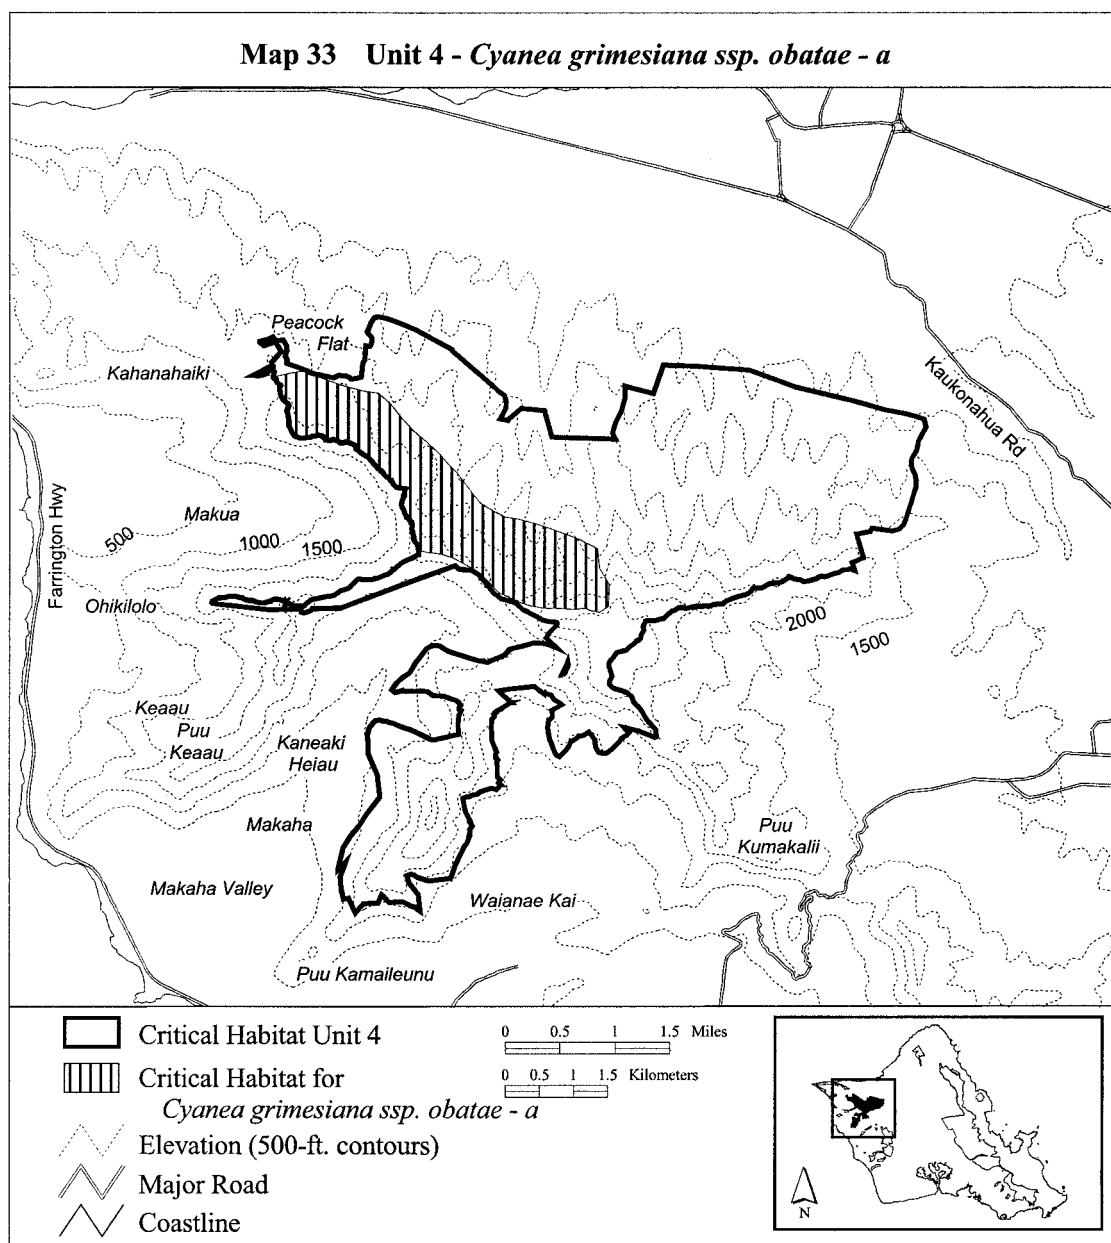 Map 33 Unit 4 - Cyanea grimesiana ssp. obatae - a
Peacock
Flat
Kahanahaiki
Kaukonahua Rd
Farrington Hwy
Makua
500
1000
1500
Ohikilolo
2000
1500
Keaau
Puu
Keaau
Kaneaki
Heiau
Makaha
Puu
Kumakalii
Makaha Valley
Waianae Kai
Puu Kamaileunu
Critical Habitat Unit 4
Critical Habitat for
Cyanea grimesiana ssp. obatae - a
Elevation (500-ft. contours)
Major Road
Coastline
0 0.5 1 1.5 Miles
0 0.5 1 1.5 Kilometers
N